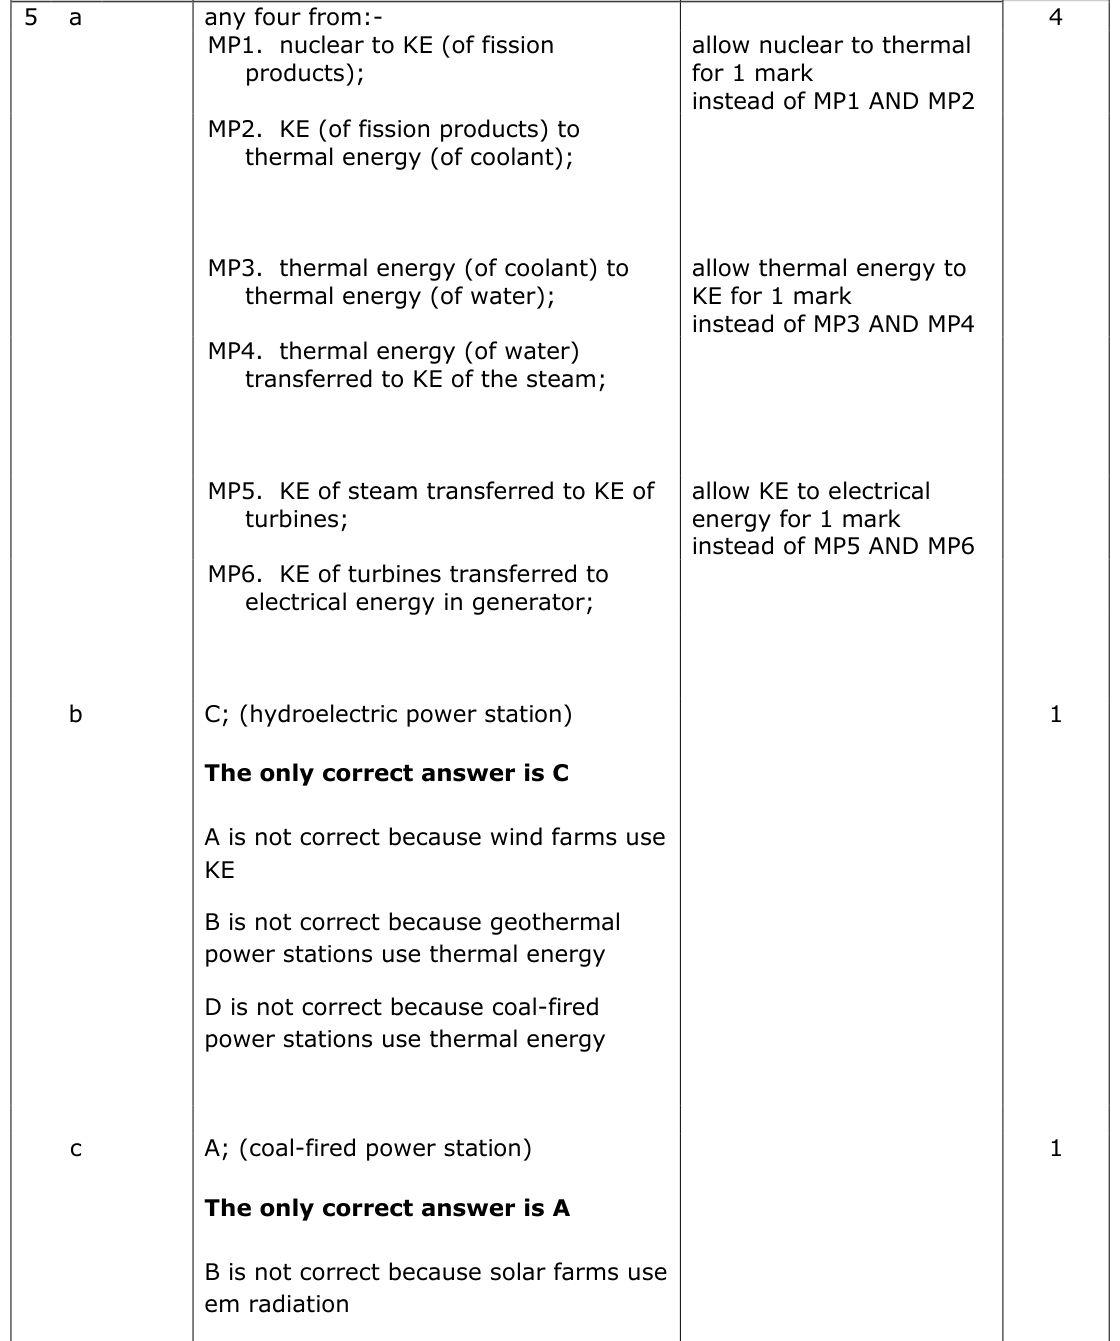 5 a any four from:- 4
MP1. nuclear to KE (of fission allow nuclear to thermal
products); for 1 mark
instead of MP1 AND MP2
MP2. KE (of fission products) to
thermal energy (of coolant);
MP3. thermal energy (of coolant) to allow thermal energy to
thermal energy (of water); KE for 1 mark
instead of MP3 AND MP4
MP4. thermal energy (of water)
transferred to KE of the steam;
MP5. KE of steam transferred to KE of allow KE to electrical
turbines; energy for 1 mark
instead of MP5 AND MP6
MP6. KE of turbines transferred to
electrical energy in generator;
b C; (hydroelectric power station) 1
The only correct answer is C
A is not correct because wind farms use
KE
B is not correct because geothermal
power stations use thermal energy
D is not correct because coal-fired
power stations use thermal energy
c A; (coal-fired power station) 1
The only correct answer is A
B is not correct because solar farms use
em radiation